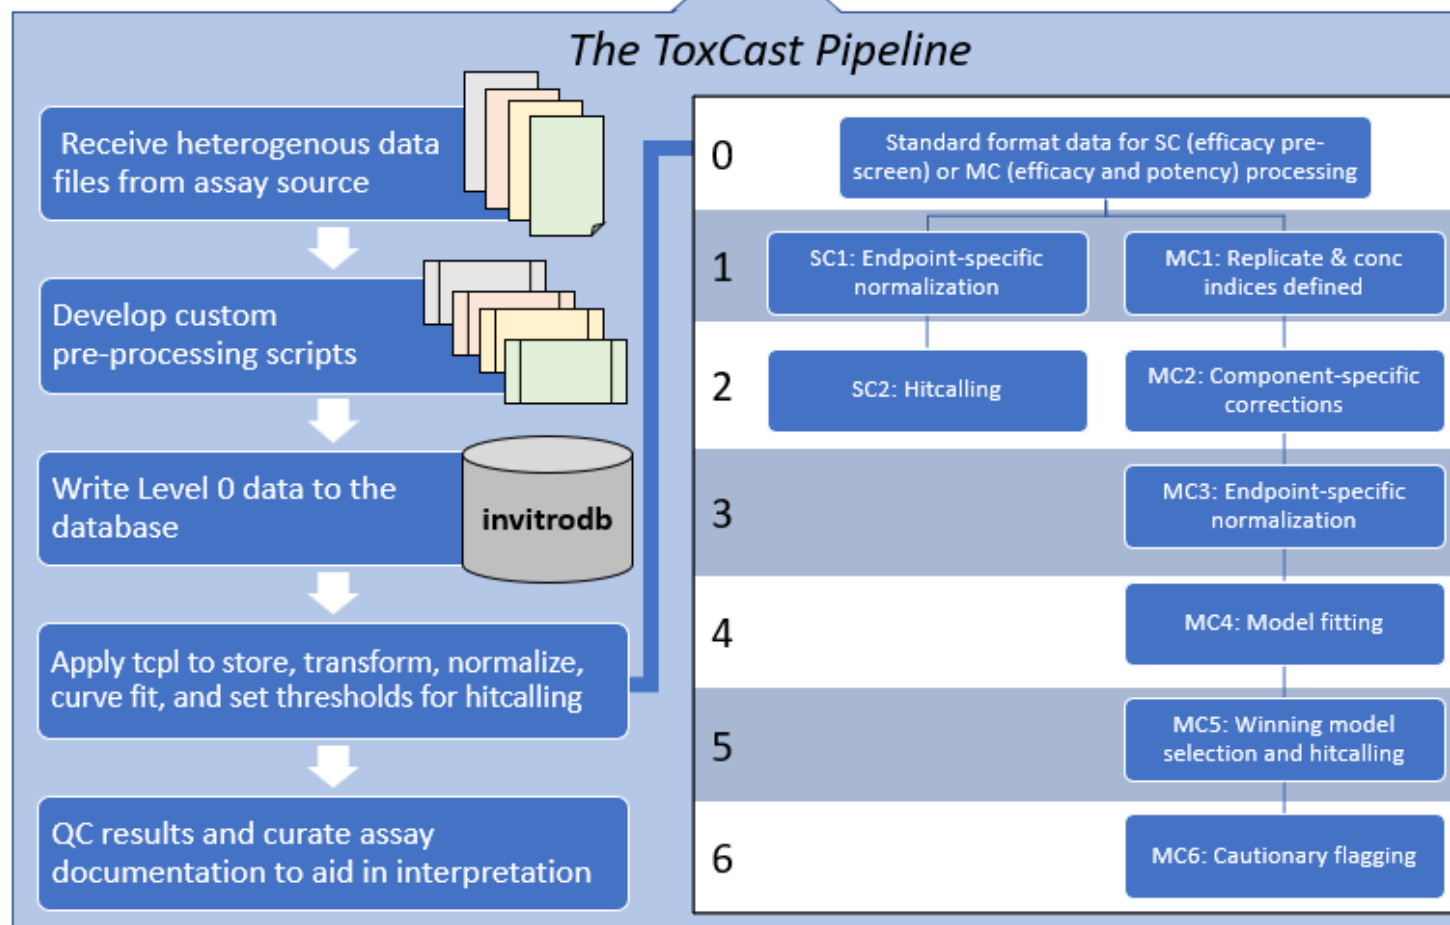 The ToxCast Pipeline
Receive heterogenous data
files from assay source
Develop custom
pre-processing scripts
Write Level 0 data to the
database
invitrodb
Apply tcpl to store, transform, normalize,
curve fit, and set thresholds for hitcalling
QC results and curate assay
documentation to aid in interpretation
0
Standard format data for SC (efficacy pre-
screen) or MC (efficacy and potency) processing
1
SC1: Endpoint-specific
normalization
MC1: Replicate & conc
indices defined
2
SC2: Hitcalling
MC2: Component-specific
corrections
3
MC3: Endpoint-specific
normalization
4
MC4: Model fitting
5
MC5: Winning model
selection and hitcalling
6
MC6: Cautionary flagging